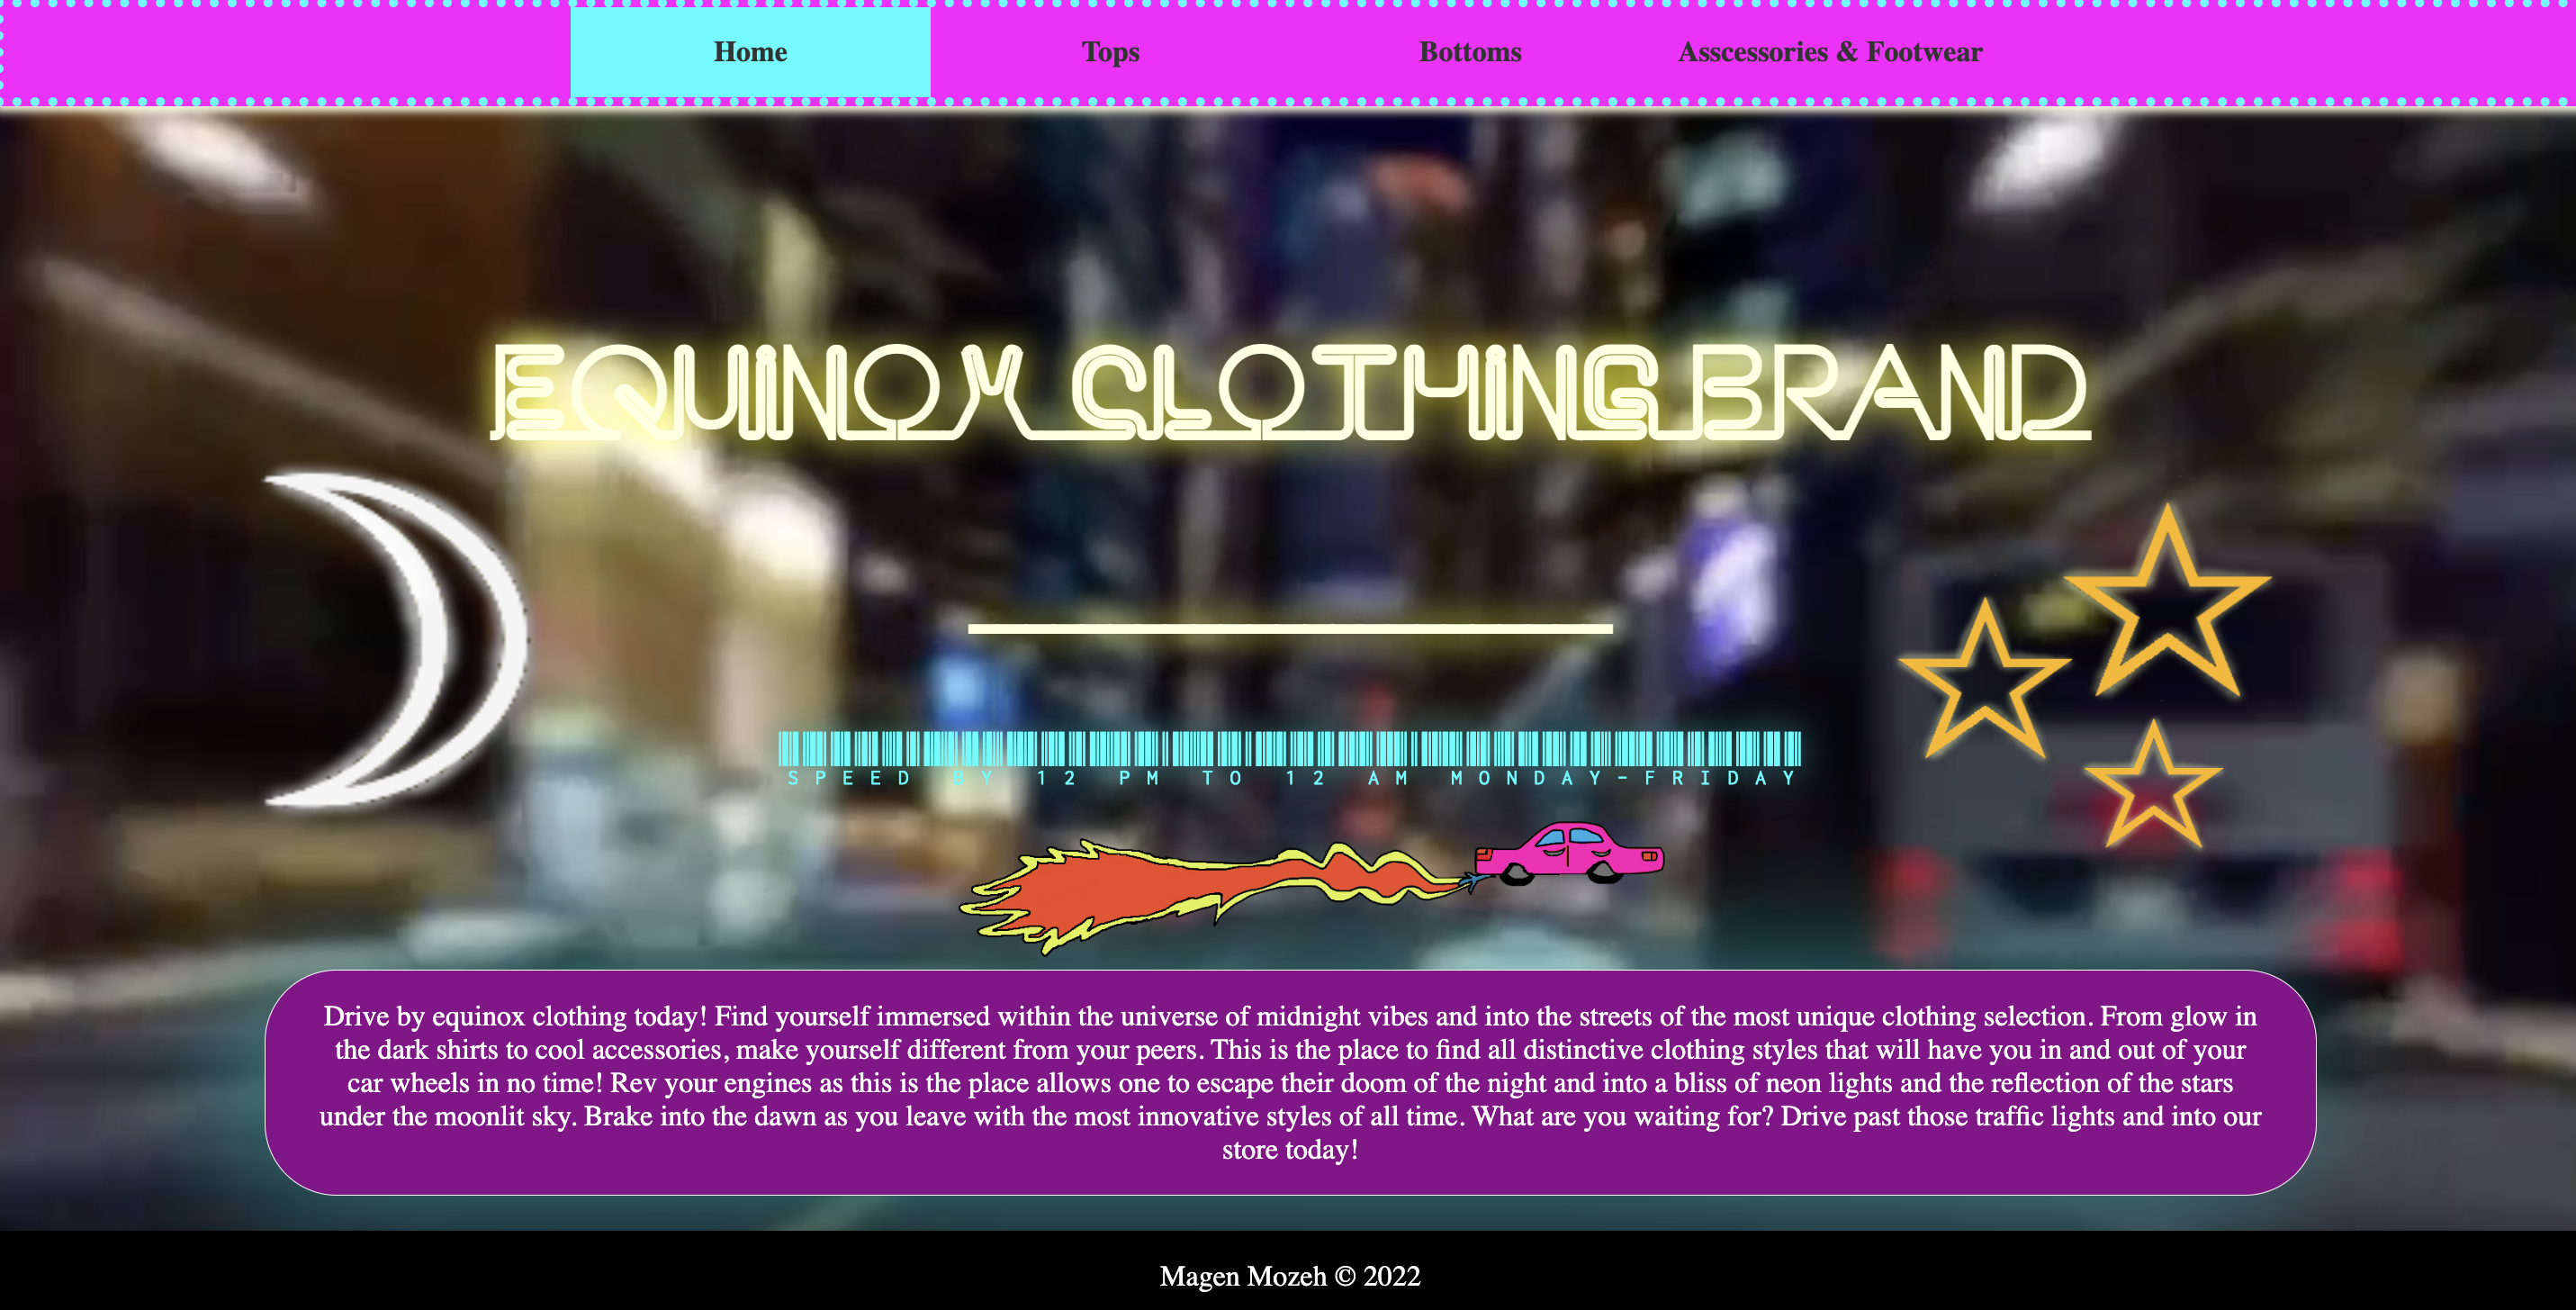 Home Tops Bottoms Asscessories & Footwear
EQUINOX CLOTHING BRAND
SPEED BY 12 PM TO 12 AM MONDAY-FRIDAY
Drive by equinox clothing today! Find yourself immersed within the universe of midnight vibes and into the streets of the most unique clothing selection. From glow in
the dark shirts to cool accessories, make yourself different from your peers. This is the place to find all distinctive clothing styles that will have you in and out of your
car wheels in no time! Rev your engines as this is the place allows one to escape their doom of the night and into a bliss of neon lights and the reflection of the stars
under the moonlit sky. Brake into the dawn as you leave with the most innovative styles of all time. What are you waiting for? Drive past those traffic lights and into our
store today!
Magen Mozeh © 2022